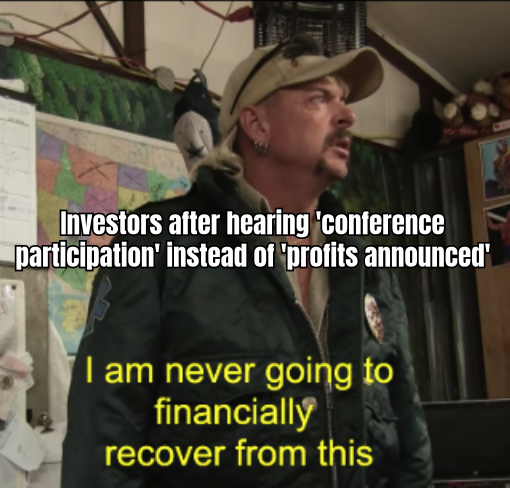 Investors after hearing 'conference
participation' instead of 'profits announced'
I am never going to
financially
recover from this